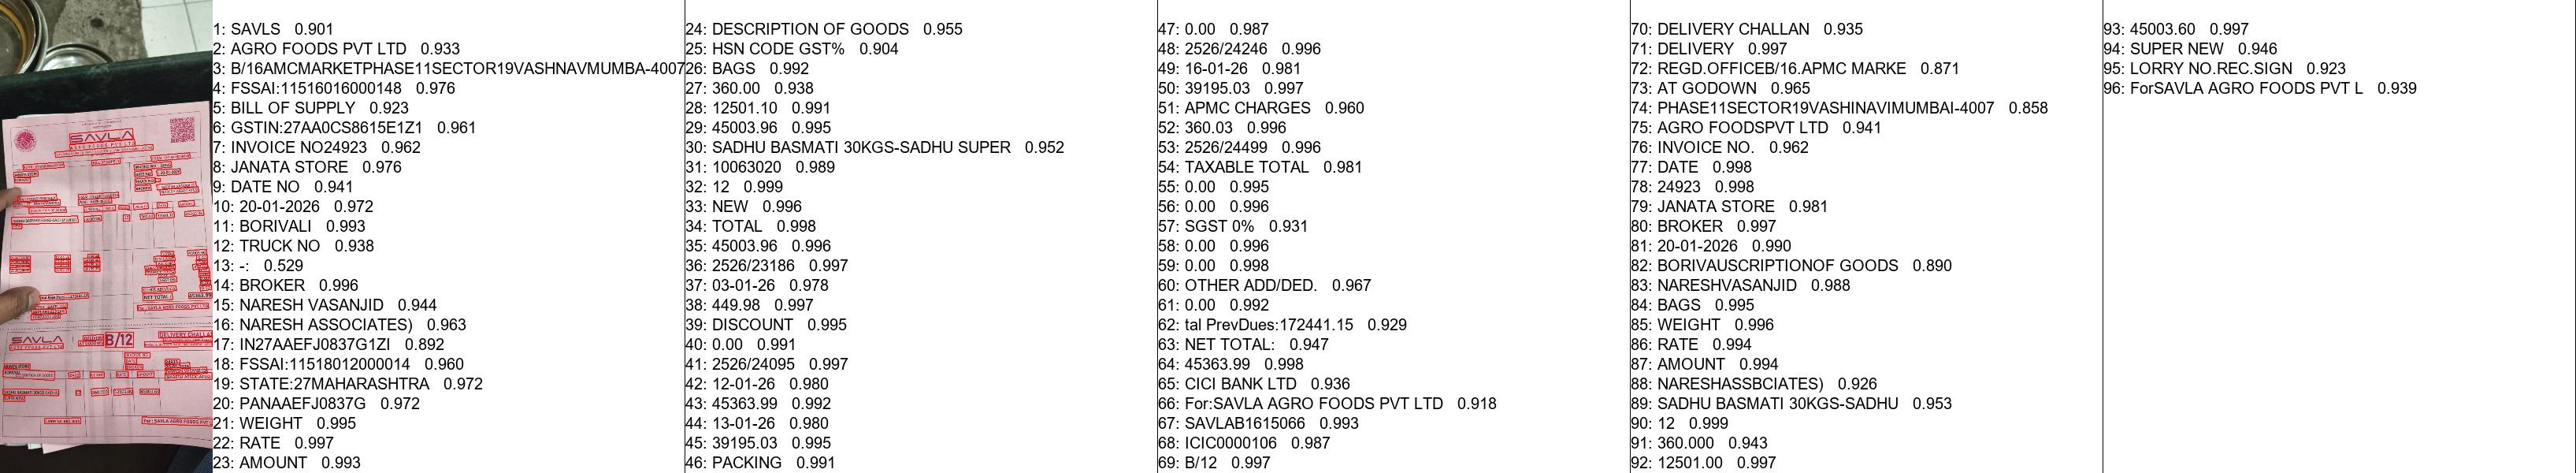 1: SAVLS 0.901
2: AGRO FOODS PVT LTD 0.933
3: B/16AMCMARKETPHASE11SECTOR19VASHNAVMUMBA-4007
4: FSSAI:11516016000148 0.976
5: BILL OF SUPPLY 0.923
6: GSTIN:27AA0CS8615E1Z1 0.961
7: INVOICE NO24923 0.962
8: JANATA STORE 0.976
9: DATE NO 0.941
10: 20-01-2026 0.972
11: BORIVALI 0.993
12: TRUCK NO 0.938
13: -: 0.529
14: BROKER 0.996
15: NARESH VASANJID 0.944
16: NARESH ASSOCIATES) 0.963
17: IN27AAEFJ0837G1ZI 0.892
18: FSSAI:11518012000014 0.960
19: STATE:27MAHARASHTRA 0.972
20: PANAAEFJ0837G 0.972
21: WEIGHT 0.995
22: RATE 0.997
23: AMOUNT 0.993
24: DESCRIPTION OF GOODS 0.955
25: HSN CODE GST% 0.904
26: BAGS 0.992
27: 360.00 0.938
28: 12501.10 0.991
29: 45003.96 0.995
30: SADHU BASMATI 30KGS-SADHU SUPER 0.952
31: 10063020 0.989
32: 12 0.999
33: NEW 0.996
34: TOTAL 0.998
35: 45003.96 0.996
36: 2526/23186 0.997
37: 03-01-26 0.978
38: 449.98 0.997
39: DISCOUNT 0.995
40: 0.00 0.991
41: 2526/24095 0.997
42: 12-01-26 0.980
43: 45363.99 0.992
44: 13-01-26 0.980
45: 39195.03 0.995
46: PACKING 0.991
47: 0.00 0.987
48: 2526/24246 0.996
49: 16-01-26 0.981
50: 39195.03 0.997
51: APMC CHARGES 0.960
52: 360.03 0.996
53: 2526/24499 0.996
54: TAXABLE TOTAL 0.981
55: 0.00 0.995
56: 0.00 0.996
57: SGST 0% 0.931
58: 0.00 0.996
59: 0.00 0.998
60: OTHER ADD/DED. 0.967
61: 0.00 0.992
62: tal PrevDues:172441.15 0.929
63: NET TOTAL: 0.947
64: 45363.99 0.998
65: CICI BANK LTD 0.936
66: For:SAVLA AGRO FOODS PVT LTD 0.918
67: SAVLAB1615066 0.993
68: ICIC0000106 0.987
69: B/12 0.997
70: DELIVERY CHALLAN 0.935
71: DELIVERY 0.997
72: REGD.OFFICEB/16.APMC MARKE 0.871
73: AT GODOWN 0.965
74: PHASE11SECTOR19VASHINAVIMUMBAI-4007 0.858
75: AGRO FOODSPVT LTD 0.941
76: INVOICE NO. 0.962
77: DATE 0.998
78: 24923 0.998
79: JANATA STORE 0.981
80: BROKER 0.997
81: 20-01-2026 0.990
82: BORIVAUSCRIPTIONOF GOODS 0.890
83: NARESHVASANJID 0.988
84: BAGS 0.995
85: WEIGHT 0.996
86: RATE 0.994
87: AMOUNT 0.994
88: NARESHASSBCIATES) 0.926
89: SADHU BASMATI 30KGS-SADHU 0.953
90: 12 0.999
91: 360.000 0.943
92: 12501.00 0.997
93: 45003.60 0.997
94: SUPER NEW 0.946
95: LORRY NO.REC.SIGN 0.923
96: ForSAVLA AGRO FOODS PVT L 0.939
SAVLA
NET TOTAL :
SAVLA
B/12